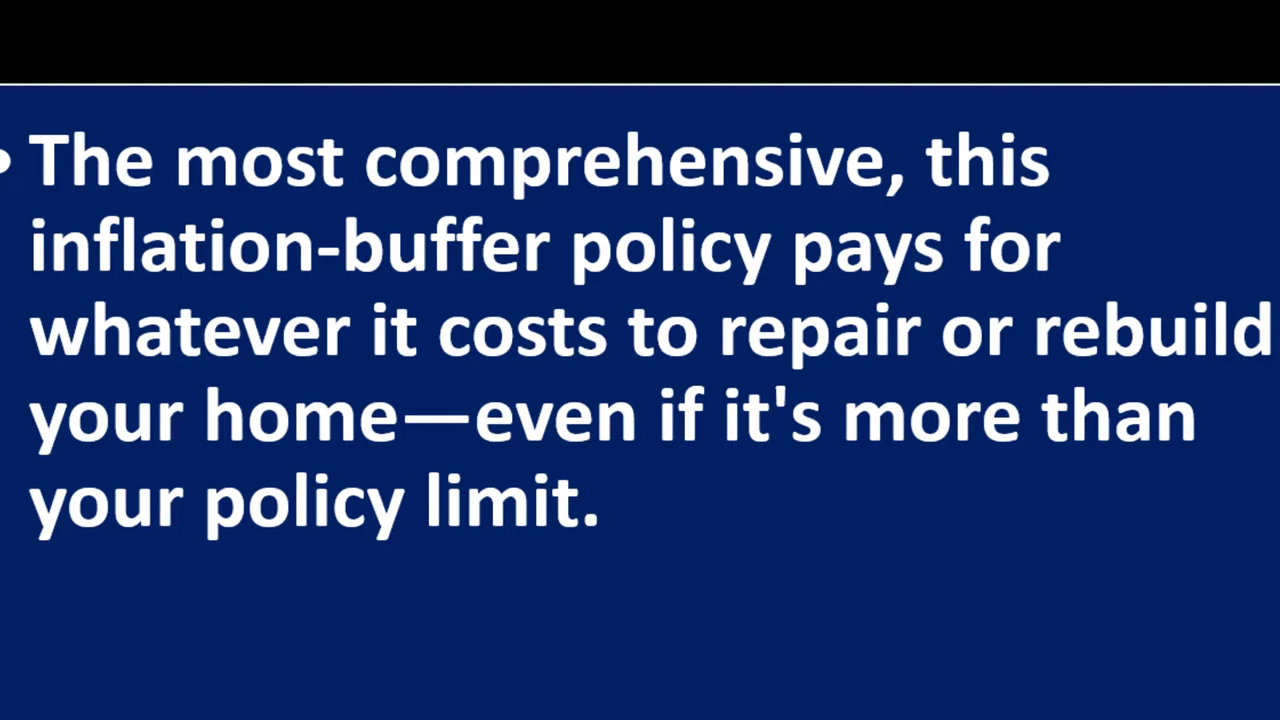 • The most comprehensive, this
inflation-buffer policy pays for
whatever it costs to repair or rebuild
your home—even if it's more than
your policy limit.